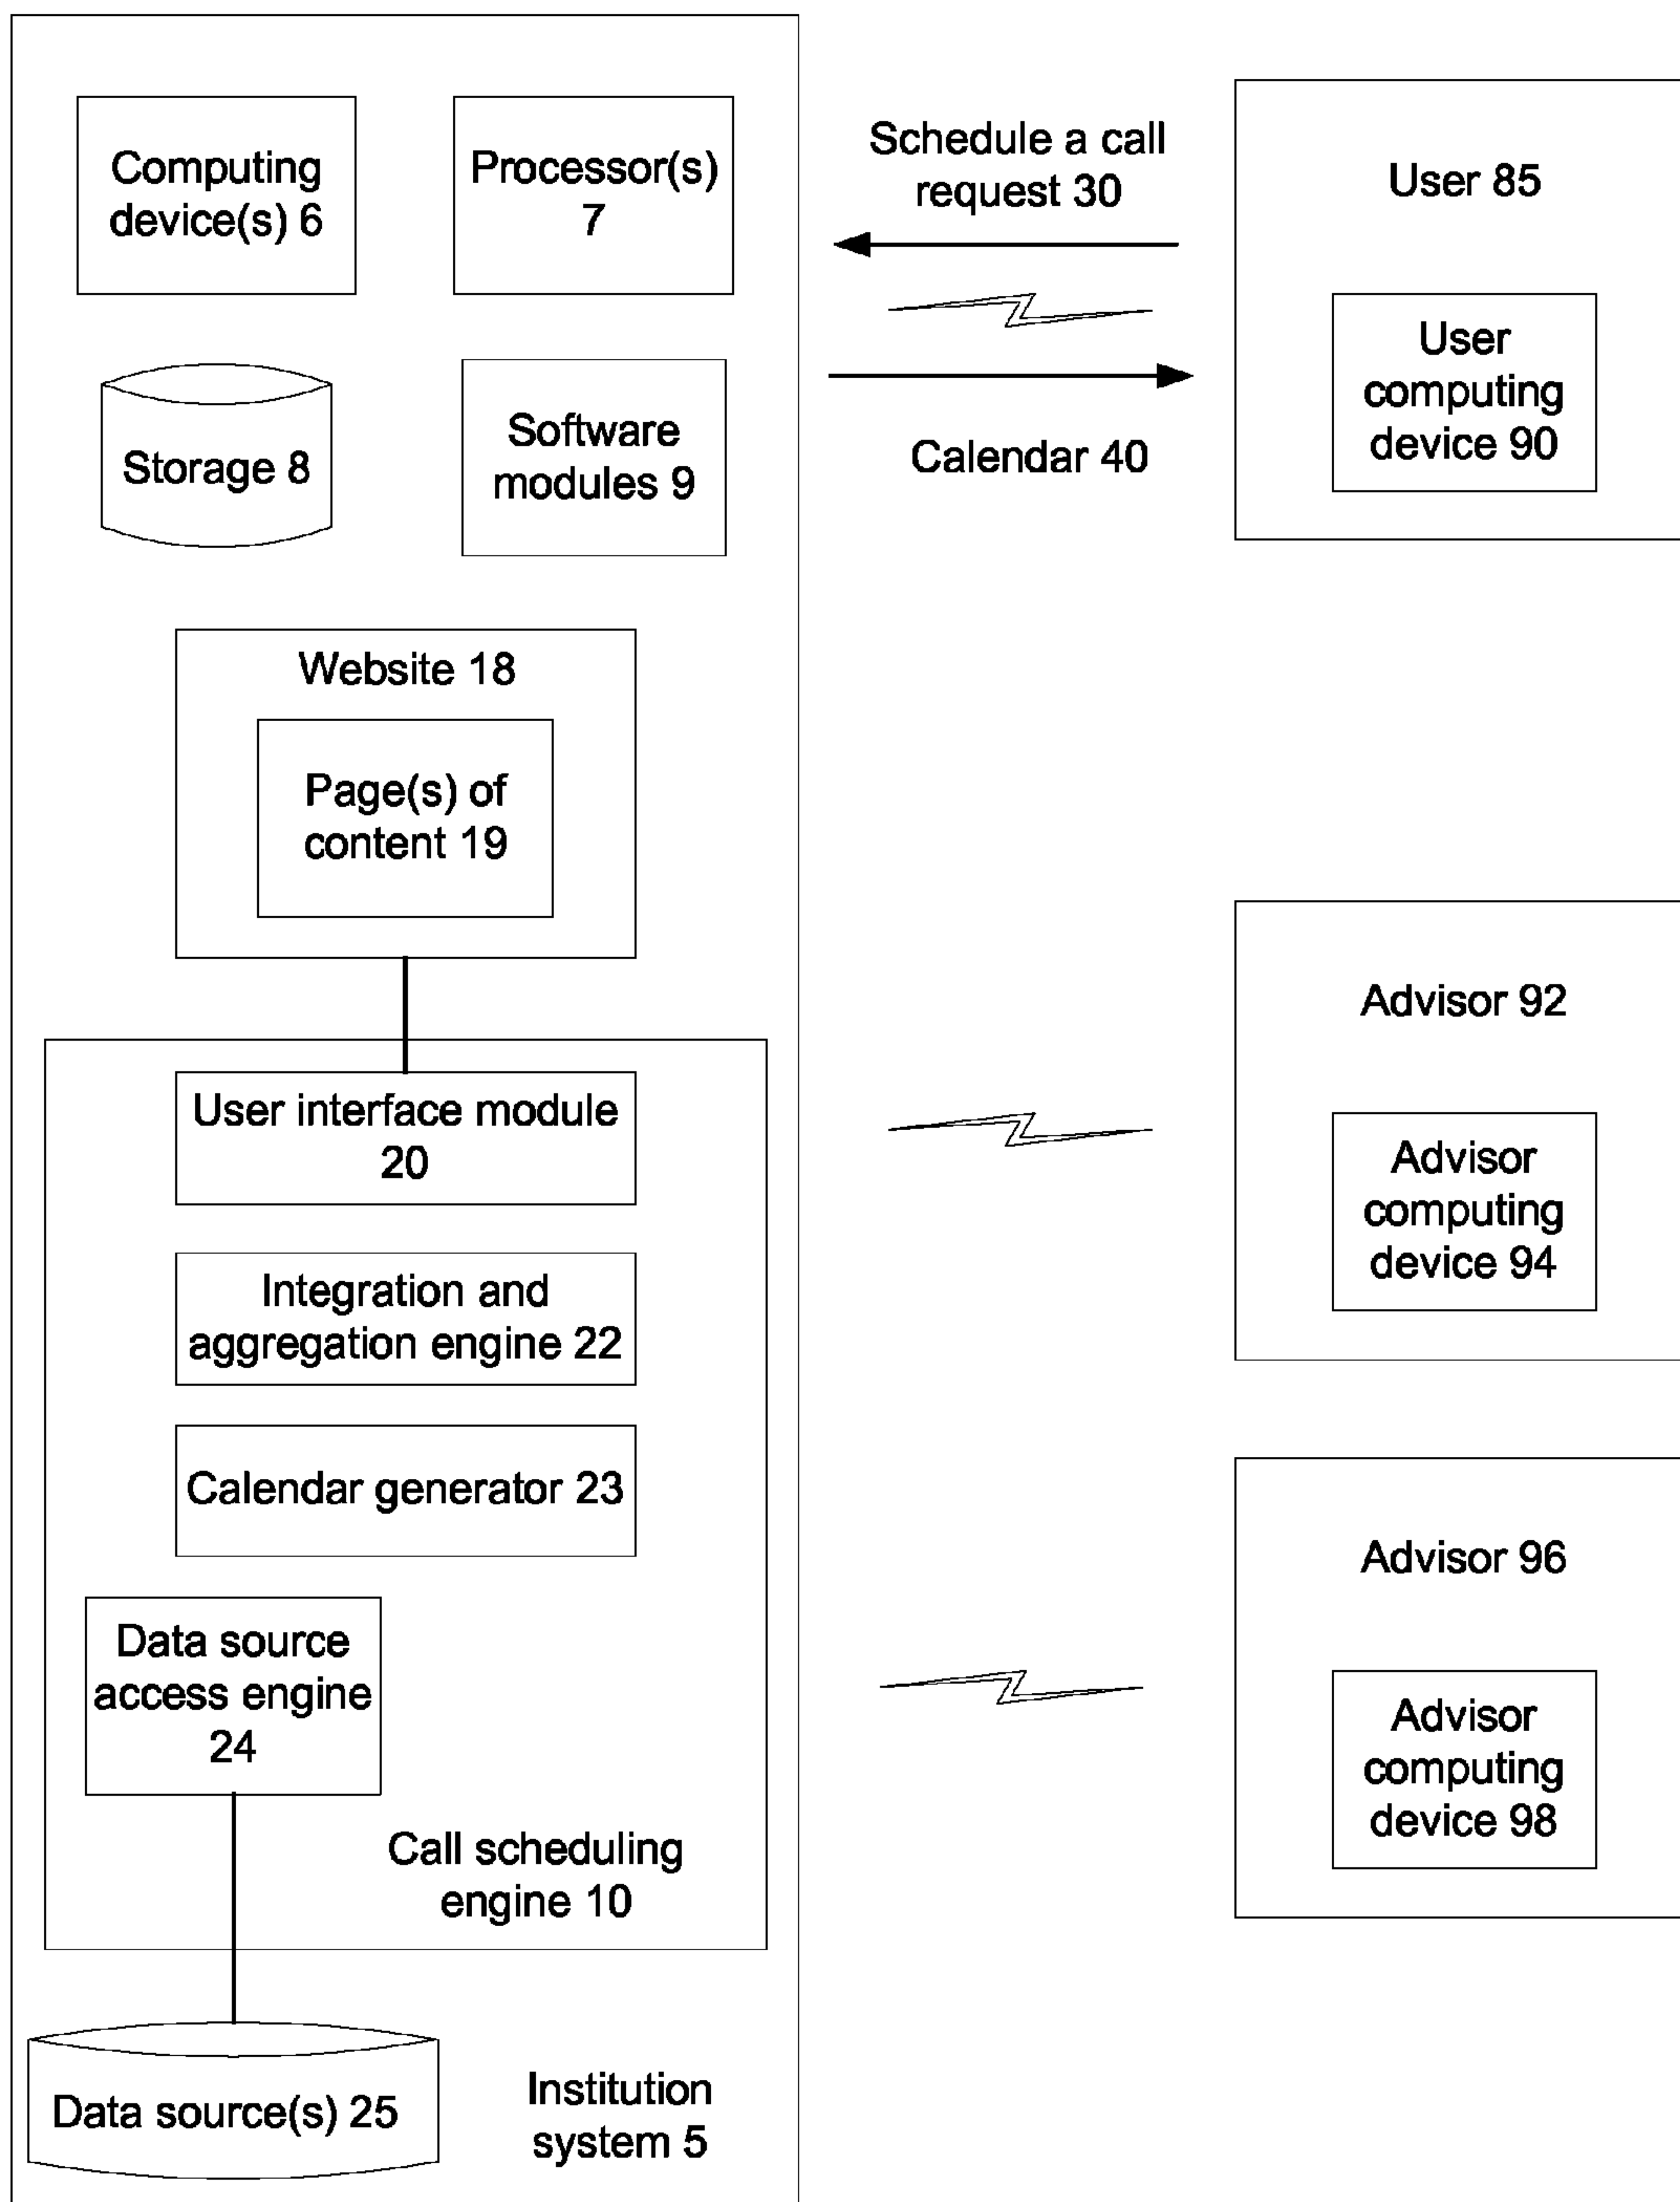 Computing
device(s) 6
Processor(s)
7
Storage 8
Software
modules 9
Schedule a call
request 30
Calendar 40
User 85
User
computing
device 90
Website 18
Page(s) of
content 19
User interface module
20
Integration and
aggregation engine 22
Calendar generator 23
Data source
access engine
24
Call scheduling
engine 10
Data source(s) 25
Institution
system 5
Advisor 92
Advisor
computing
device 94
Advisor 96
Advisor
computing
device 98